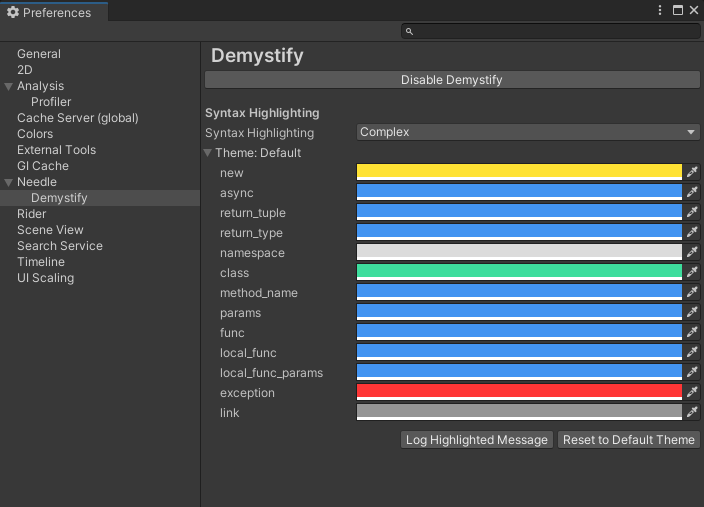 Preferences
General
2D
Analysis
Profiler
Cache Server (global)
Colors
External Tools
GI Cache
Needle
Demystify
Rider
Scene View
Search Service
Timeline
UI Scaling
Demystify
Disable Demystify
Syntax Highlighting
Syntax Highlighting
Complex
Theme: Default
new
async
return_tuple
return_type
namespace
class
method_name
params
func
local_func
local_func_params
exception
link
Log Highlighted Message
Reset to Default Theme